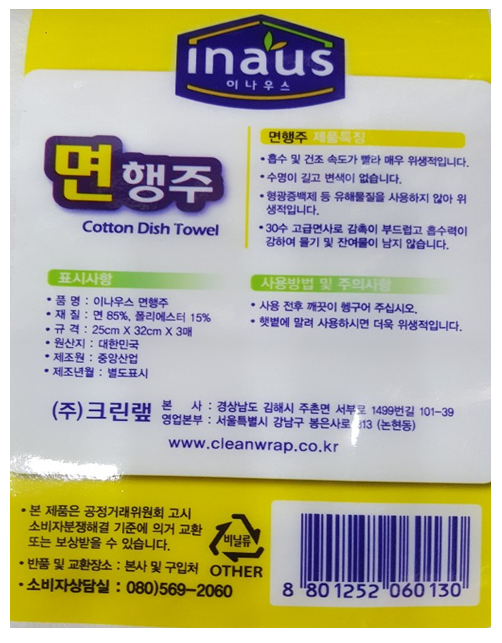 inaus
이나우스
면행주
Cotton Dish Towel
면행주 제품특징
• 흡수 및 건조 속도가 빨라 매우 위생적입니다.
• 수명이 길고 변색이 없습니다.
• 형광증백제 등 유해물질을 사용하지 않아 위
생적입니다.
• 30수 고급면사로 감촉이 부드럽고 흡수력이
강하여 물기 및 잔여물이 남지 않습니다.
표시사항
• 품 명 : 이나우스 면행주
• 재 질 : 면 85%, 폴리에스터 15%
• 규 격 : 25cm X 32cm X 3매
• 원산지 : 대한민국
• 제조원 : 중앙산업
• 제조년월 : 별도표시
사용방법 및 주의사항
• 사용 전후 깨끗이 헹구어 주십시오.
• 햇볕에 말려 사용하시면 더욱 위생적입니다.
(주)크린랲
본 사 : 경상남도 김해시 주촌면 서부로 1499번길 101-39
영업본부 : 서울특별시 강남구 봉은사로 313 (논현동)
www.cleanwrap.co.kr
• 본 제품은 공정거래위원회 고시
소비자분쟁해결 기준에 의거 교환
또는 보상받을 수 있습니다.
• 반품 및 교환장소 : 본사 및 구입처
• 소비자상담실 : 080)569-2060
비닐류
OTHER
8 801252 060130